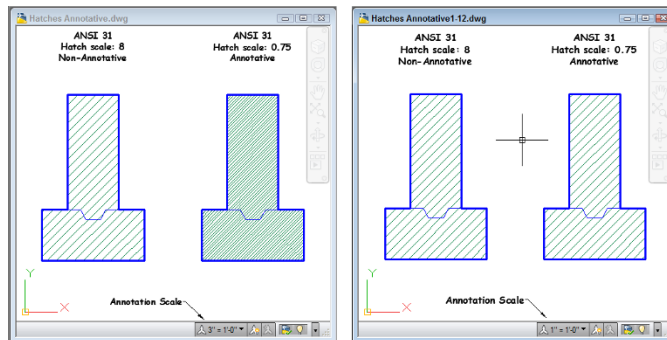 Hatches Annotative.dwg
ANSI 31
Hatch scale: 8
Non-Annotative
ANSI 31
Hatch scale: 0.75
Annotative
Y
X
Annotation Scale
3" = 1'-0"
Hatches Annotative1-12.dwg
ANSI 31
Hatch scale: 8
Non-Annotative
ANSI 31
Hatch scale: 0.75
Annotative
Y
X
Annotation Scale
1" = 1'-0"